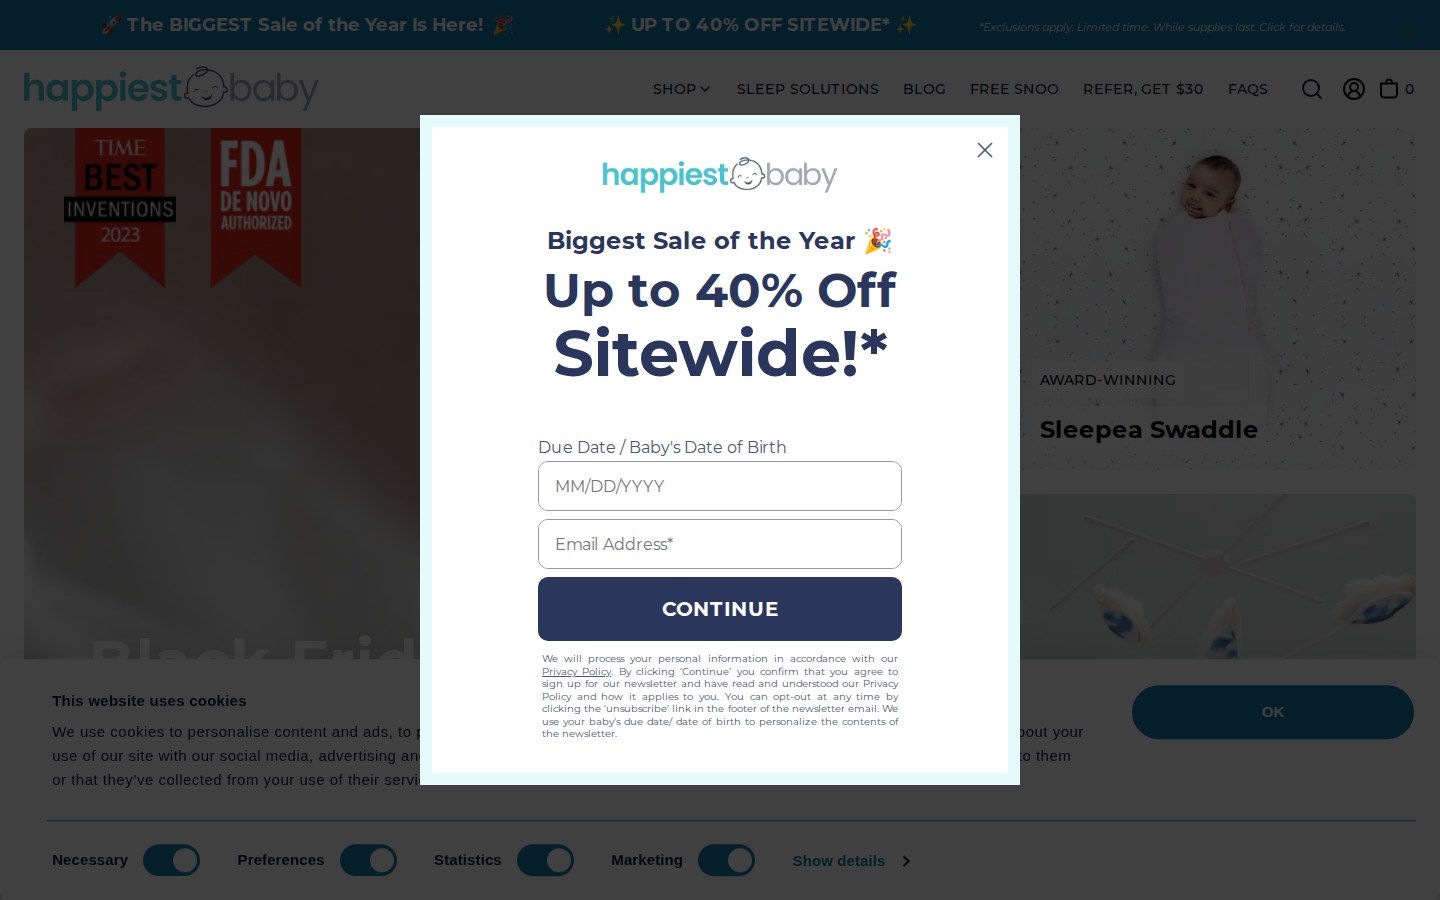 🚀 The BIGGEST Sale of the Year Is Here! 🎉
✨ UP TO 40% OFF SITEWIDE* ✨
*Exclusions apply. Limited time. While supplies last. Click for details.
happiest baby
SHOP
SLEEP SOLUTIONS
BLOG
FREE SNOO
REFER, GET $30
FAQS
0
TIME
BEST
INVENTIONS
2023
FDA
DE NOVO
AUTHORIZED
AWARD-WINNING
Sleepea Swaddle
happiest baby
Biggest Sale of the Year 🎉
Up to 40% Off
Sitewide!*
Due Date / Baby's Date of Birth
MM/DD/YYYY
Email Address*
CONTINUE
We will process your personal information in accordance with our
Privacy Policy. By clicking 'Continue' you confirm that you agree to
sign up for our newsletter and have read and understood our Privacy
Policy and how it applies to you. You can opt-out at any time by
clicking the 'unsubscribe' link in the footer of the newsletter email. We
use your baby's due date/ date of birth to personalize the contents of
the newsletter.
Black
This website uses cookies
We use cookies to personalise content and ads, to
your
use of our site with our social media, advertising
to them
or that they've collected from your use of their
OK
Necessary
Preferences
Statistics
Marketing
Show details